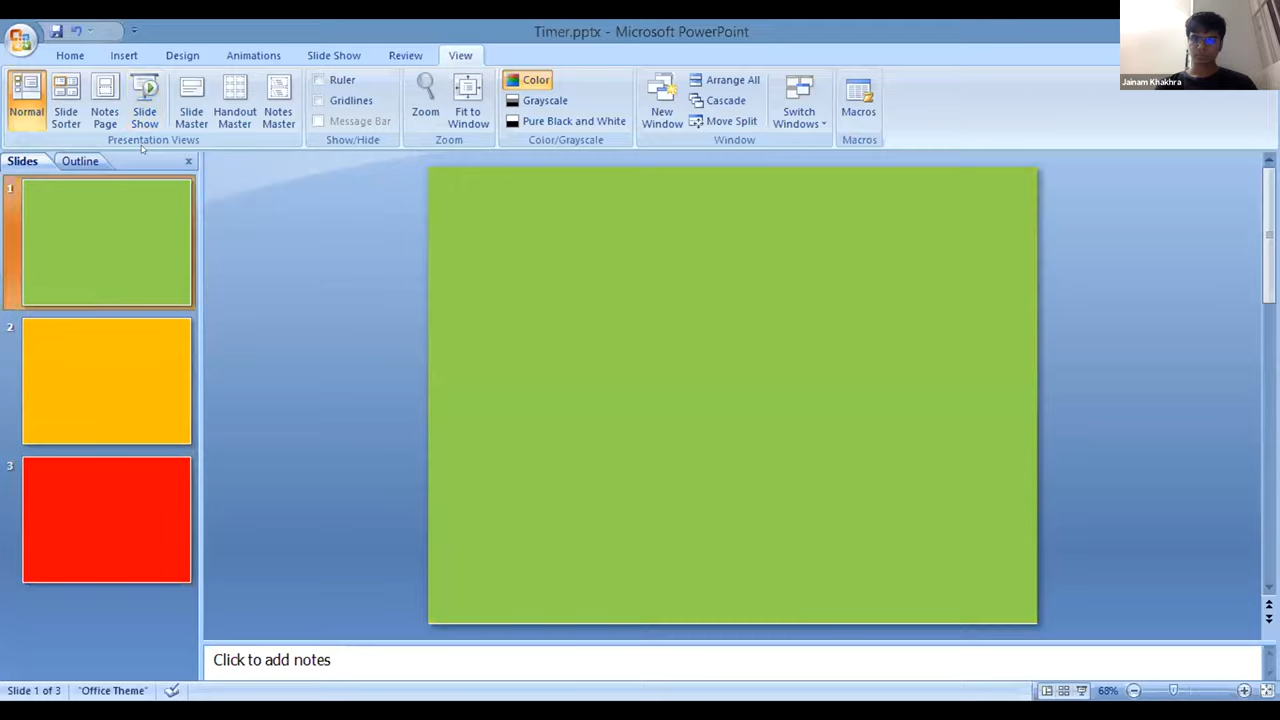 Timer.pptx - Microsoft PowerPoint
Jainam Khakhra
Home Insert Design Animations Slide Show Review View
Normal
Slide Sorter
Notes Page
Slide Show
Slide Master
Handout Master
Notes Master
Presentation Views
Ruler
Gridlines
Message Bar
Show/Hide
Zoom
Fit to Window
Zoom
Color
Grayscale
Pure Black and White
Color/Grayscale
New Window
Arrange All
Cascade
Move Split
Switch Windows
Window
Macros
Macros
Slides Outline
1
2
3
Click to add notes
Slide 1 of 3 "Office Theme" 68%